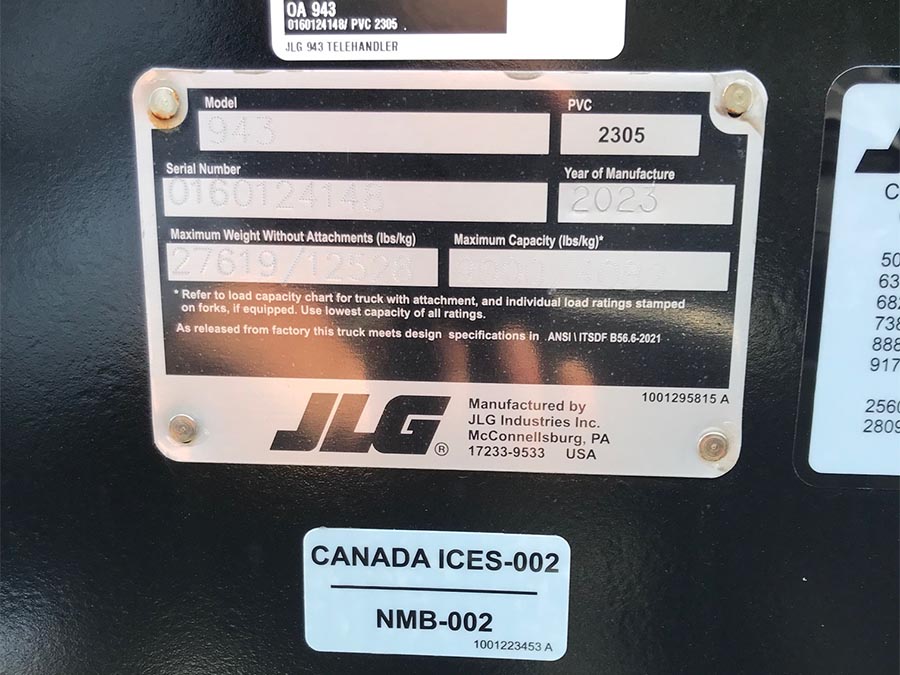 OA 943
0160124148/ PVC 2305
JLG 943 TELEHANDLER
Model
943
PVC
2305
Serial Number
0160124148
Year of Manufacture
2023
Maximum Weight Without Attachments (lbs/kg)
27619/12528
Maximum Capacity (lbs/kg)*
* Refer to load capacity chart for truck with attachment, and individual load ratings stamped
on forks, if equipped. Use lowest capacity of all ratings.
As released from factory this truck meets design specifications in ANSI \ ITSDF B56.6-2021
1001295815 A
JLG®
Manufactured by
JLG Industries Inc.
McConnellsburg, PA
17233-9533 USA
CANADA ICES-002
NMB-002
1001223453 A